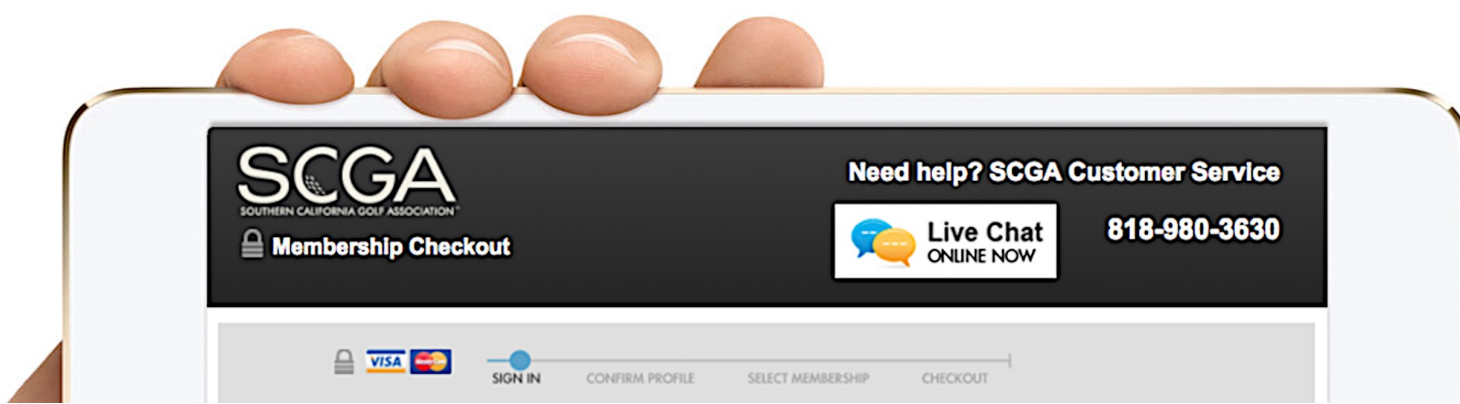 SCGA
SOUTHERN CALIFORNIA GOLF ASSOCIATION
Membership Checkout
Need help? SCGA Customer Service
Live Chat
ONLINE NOW
818-980-3630
VISA
MasterCard
SIGN IN
CONFIRM PROFILE
SELECT MEMBERSHIP
CHECKOUT